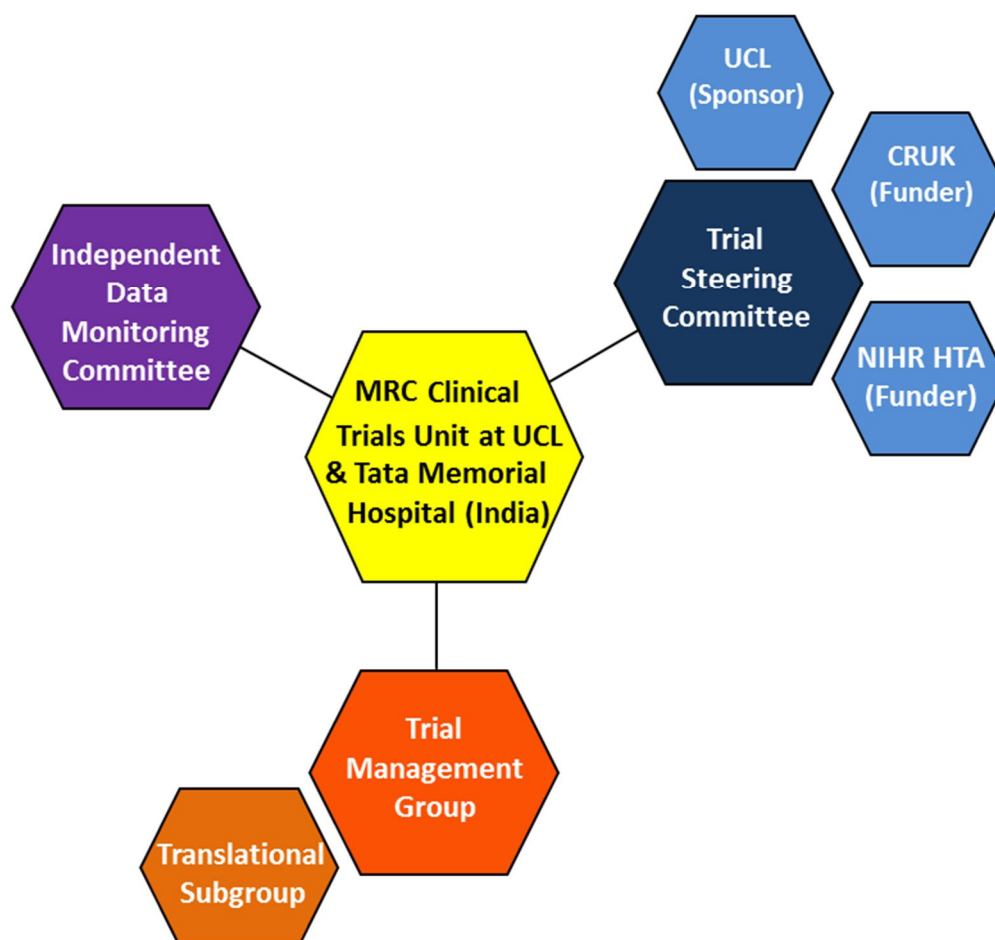 UCL
(Sponsor)
CRUK
(Funder)
Trial
Steering
Committee
NIHR HTA
(Funder)
Independent
Data
Monitoring
Committee
MRC Clinical
Trials Unit at UCL
& Tata Memorial
Hospital (India)
Trial
Management
Group
Translational
Subgroup